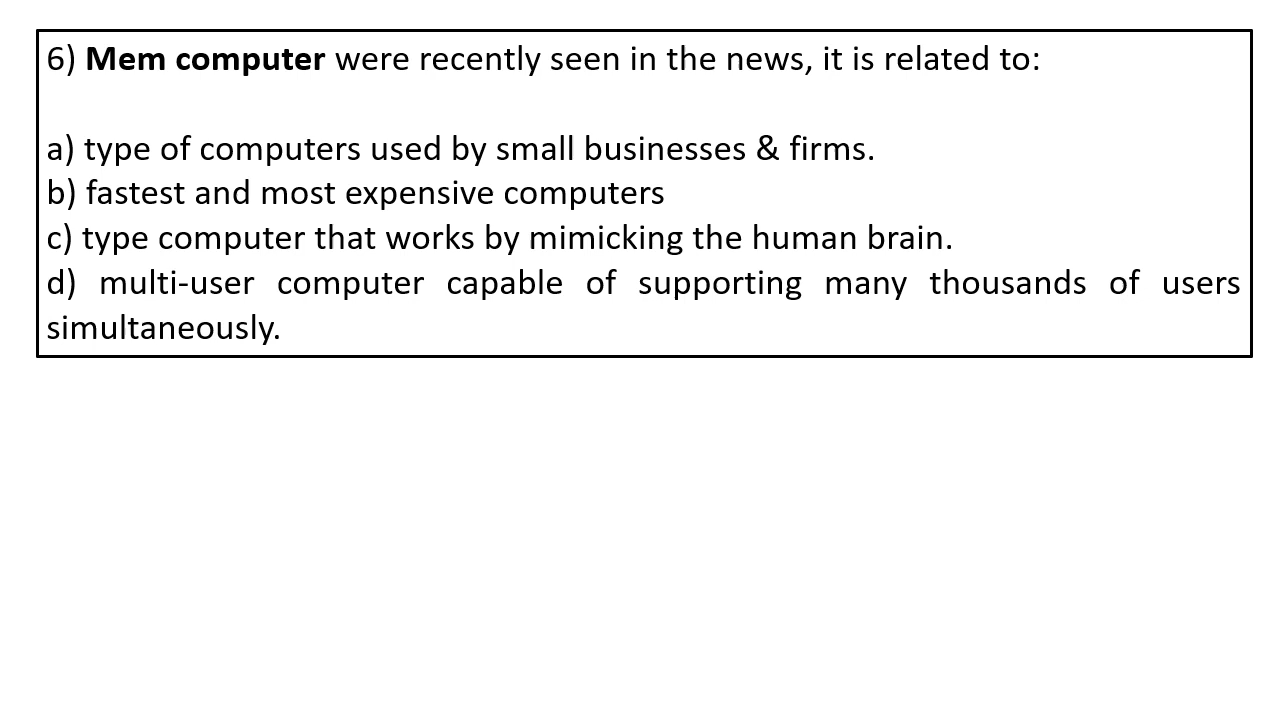 6) Mem computer were recently seen in the news, it is related to:
a) type of computers used by small businesses & firms.
b) fastest and most expensive computers
c) type computer that works by mimicking the human brain.
d) multi-user computer capable of supporting many thousands of users
simultaneously.